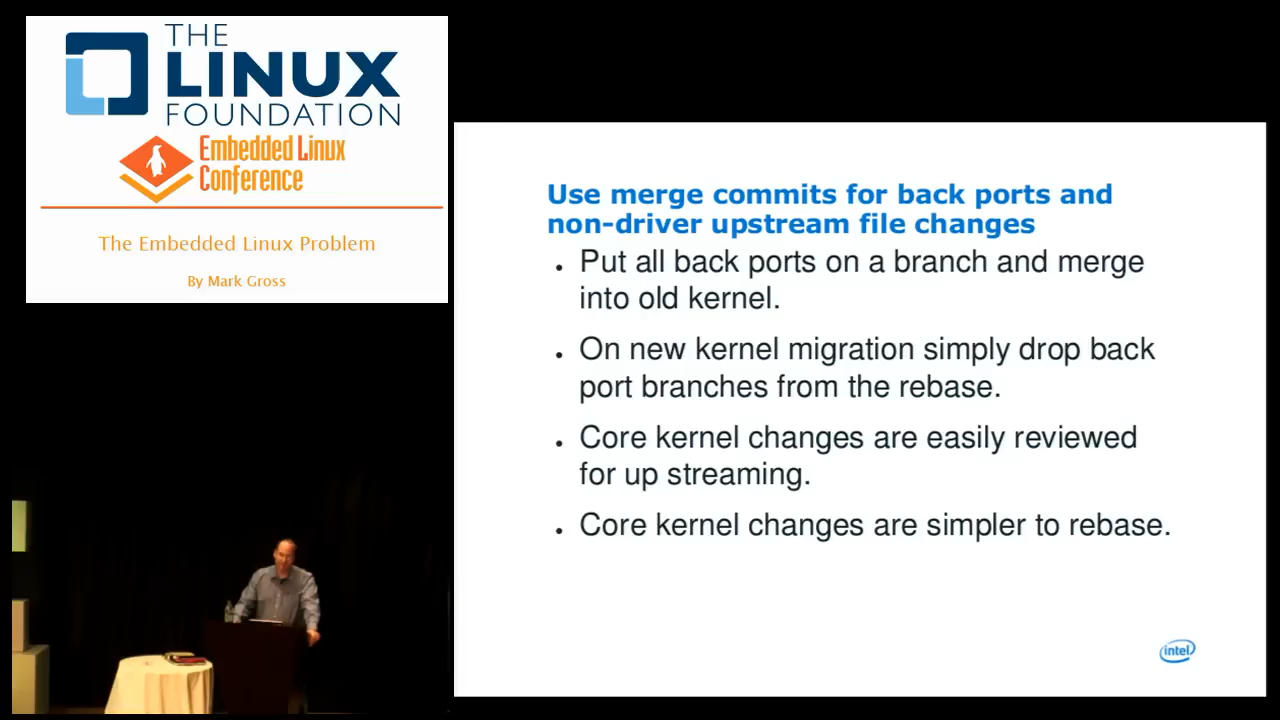 THE
LINUX
FOUNDATION
Embedded Linux
Conference
The Embedded Linux Problem
By Mark Gross
Use merge commits for back ports and
non-driver upstream file changes
• Put all back ports on a branch and merge
into old kernel.
• On new kernel migration simply drop back
port branches from the rebase.
• Core kernel changes are easily reviewed
for up streaming.
• Core kernel changes are simpler to rebase.
intel